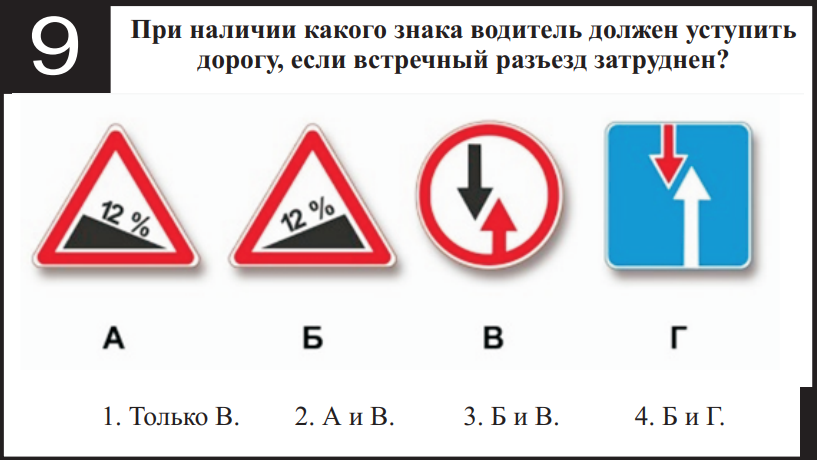 9
При наличии какого знака водитель должен уступить
дорогу, если встречный разъезд затруднен?
12 %
12 %
А
Б
В
Г
1. Только В.
2. А и В.
3. Б и В.
4. Б и Г.